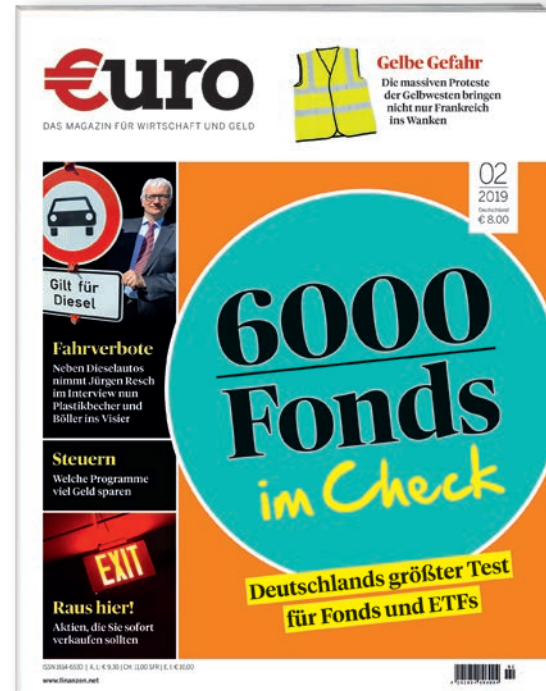 €uro
DAS MAGAZIN FÜR WIRTSCHAFT UND GELD
Gelbe Gefahr
Die massiven Proteste
der Gelbwesten bringen
nicht nur Frankreich
ins Wanken
02
2019
Deutschland
€ 8,00
Gilt für
Diesel
Fahrverbote
Neben Dieselautos
nimmt Jürgen Resch
im Interview nun
Plastikbecher und
Böller ins Visier
Steuern
Welche Programme
viel Geld sparen
EXIT
Raus hier!
Aktien, die Sie sofort
verkaufen sollten
6000
Fonds
im Check
Deutschlands größter Test
für Fonds und ETFs
www.finanzen.net